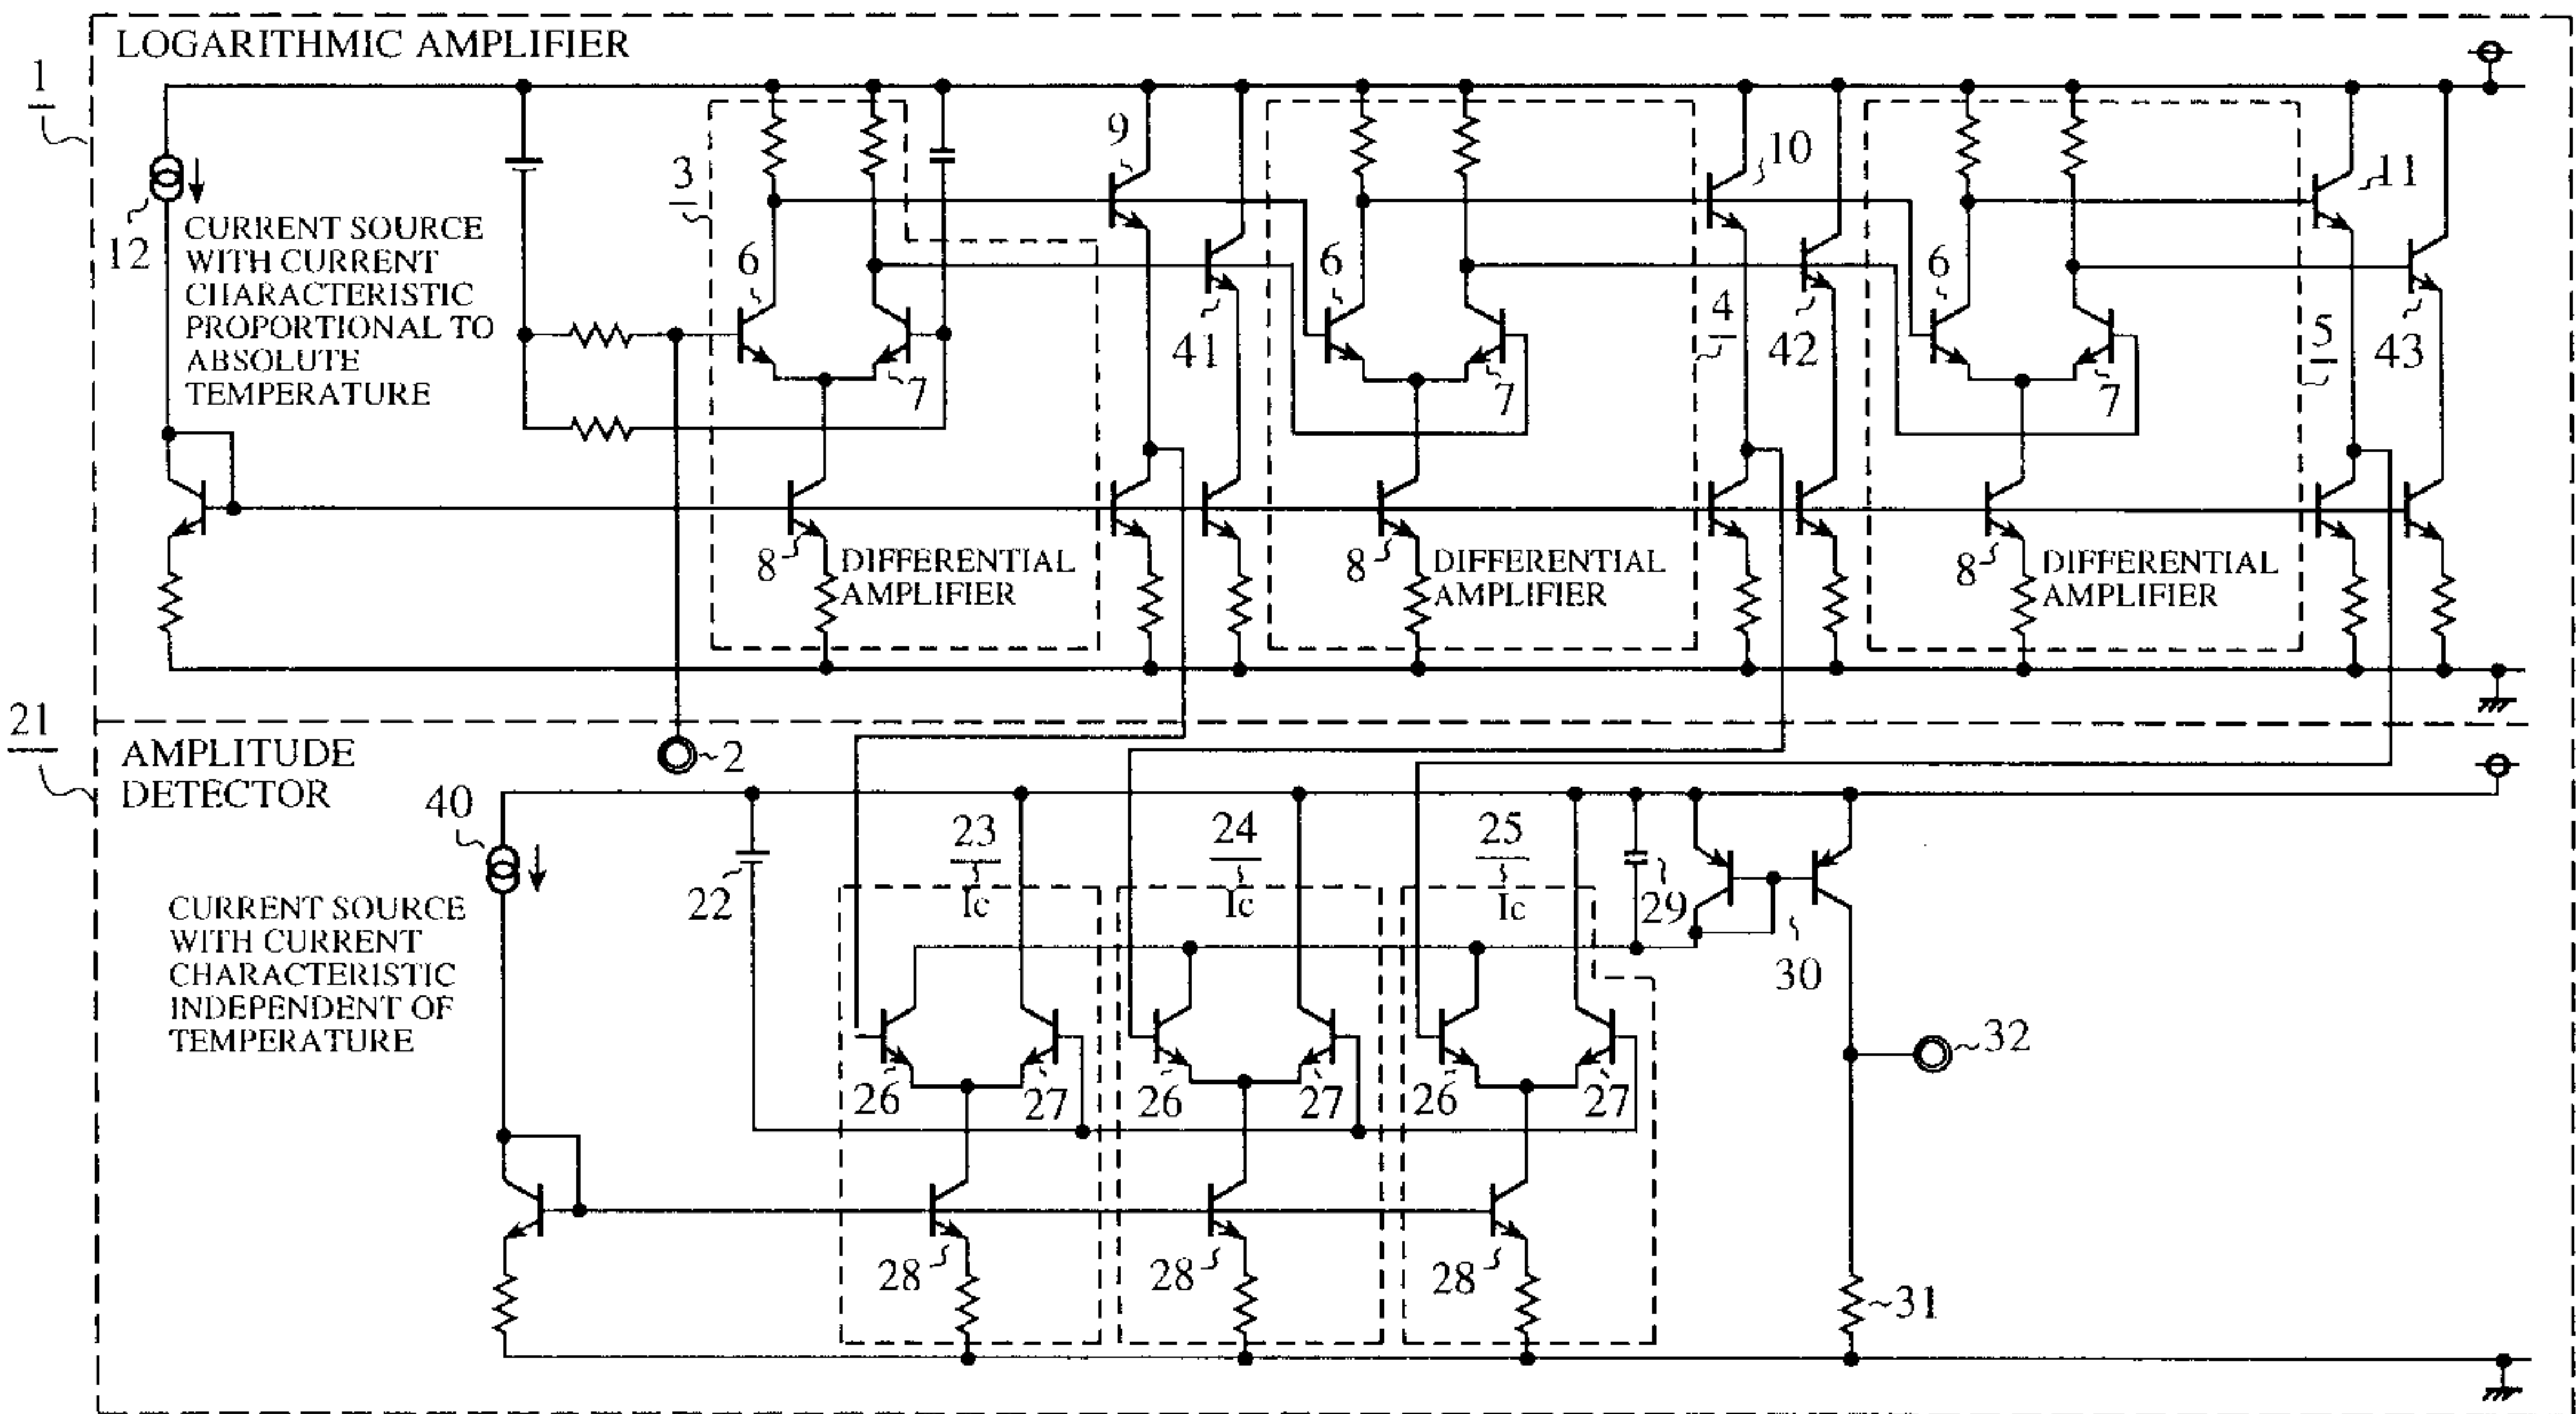 LOGARITHMIC AMPLIFIER
1
9
10
11
3
12
CURRENT SOURCE
WITH CURRENT
CHARACTERISTIC
PROPORTIONAL TO
ABSOLUTE
TEMPERATURE
6
7
41
6
7
4
42
6
7
5
43
8
DIFFERENTIAL
AMPLIFIER
8
DIFFERENTIAL
AMPLIFIER
8
DIFFERENTIAL
AMPLIFIER
21
AMPLITUDE
DETECTOR
2
40
22
23
Ic
24
Ic
25
Ic
29
30
CURRENT SOURCE
WITH CURRENT
CHARACTERISTIC
INDEPENDENT OF
TEMPERATURE
32
26
27
26
27
26
27
28
28
28
31